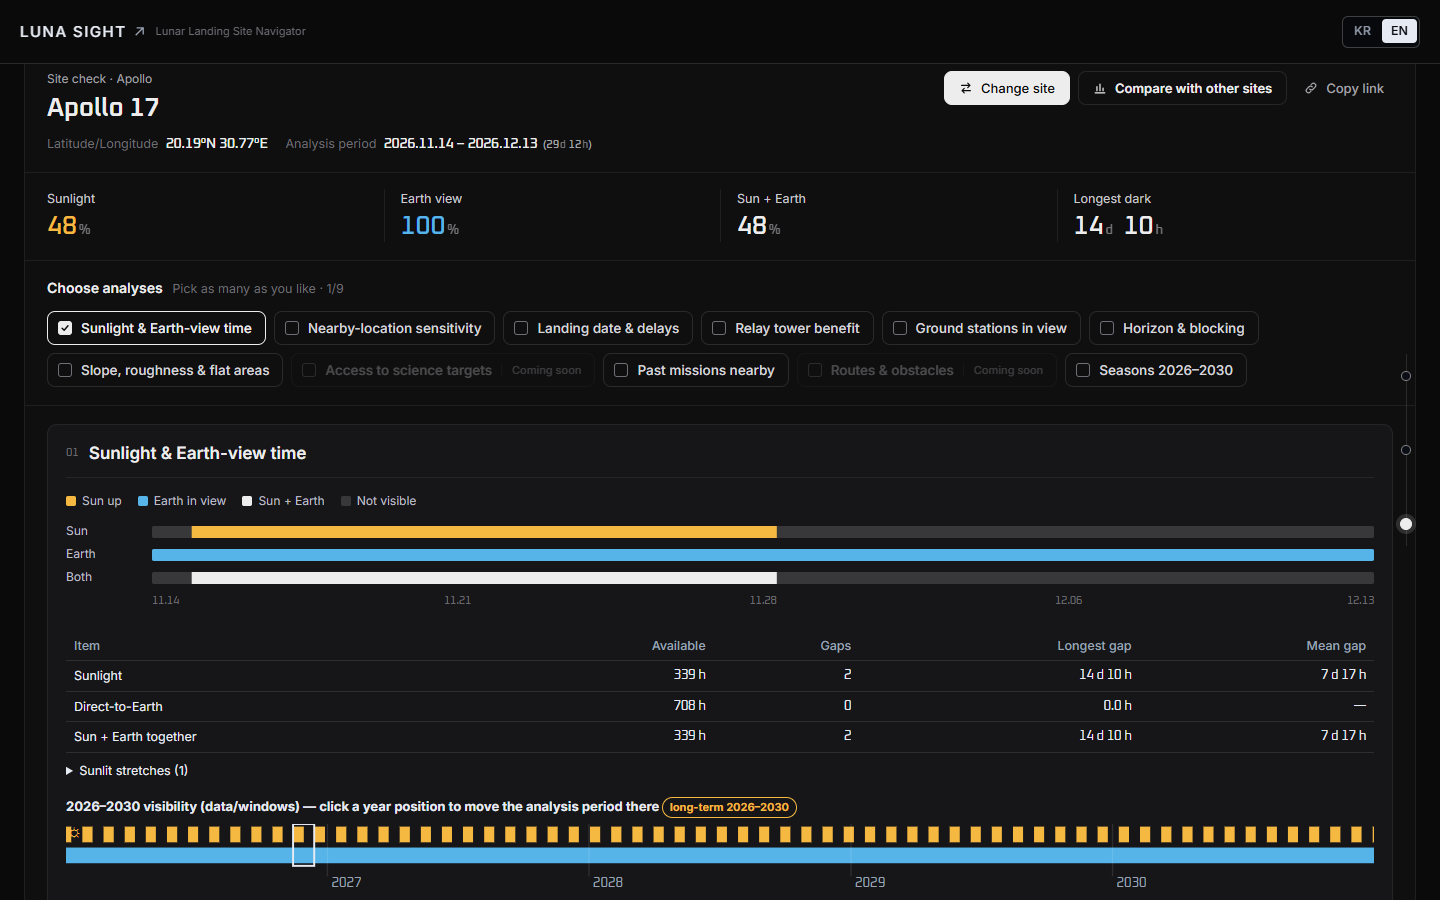 LUNA SIGHT ↗ Lunar Landing Site Navigator
KR EN
Site check · Apollo
Apollo 17
Change site
Compare with other sites
Copy link
Latitude/Longitude 20.19°N 30.77°E Analysis period 2026.11.14 – 2026.12.13 (29d 12h)
Sunlight
48%
Earth view
100%
Sun + Earth
48%
Longest dark
14d 10h
Choose analyses Pick as many as you like · 1/9
Sunlight & Earth-view time
Nearby-location sensitivity
Landing date & delays
Relay tower benefit
Ground stations in view
Horizon & blocking
Slope, roughness & flat areas
Access to science targets Coming soon
Past missions nearby
Routes & obstacles Coming soon
Seasons 2026–2030
01 Sunlight & Earth-view time
Sun up Earth in view Sun + Earth Not visible
Sun
Earth
Both
11.14 11.21 11.28 12.06 12.13
Item Available Gaps Longest gap Mean gap
Sunlight 339 h 2 14 d 10 h 7 d 17 h
Direct-to-Earth 708 h 0 0.0 h —
Sun + Earth together 339 h 2 14 d 10 h 7 d 17 h
▶ Sunlit stretches (1)
2026–2030 visibility (data/windows) — click a year position to move the analysis period there long-term 2026–2030
2027 2028 2029 2030